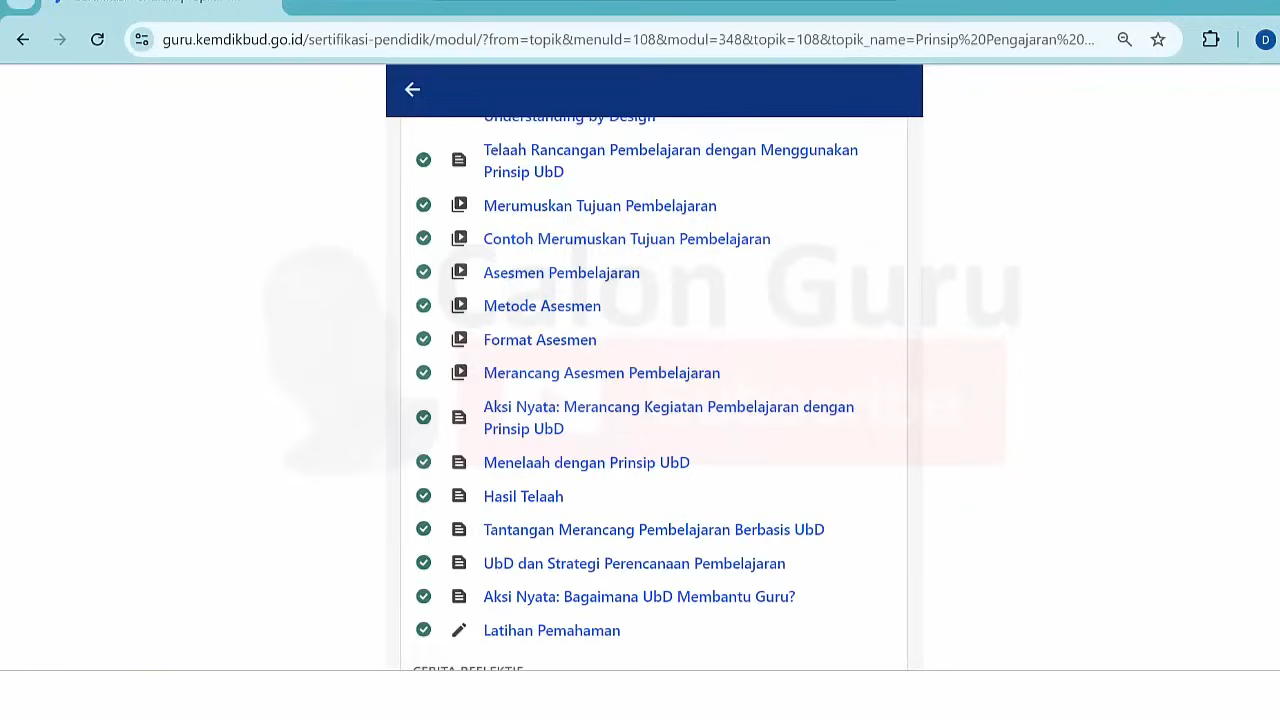 guru.kemdikbud.go.id/sertifikasi-pendidik/modul/?from=topik&menuId=108&modul=348&topik=108&topik_name=Prinsip%20Pengajaran%20...
D
Understanding by Design
Telaah Rancangan Pembelajaran dengan Menggunakan
Prinsip UbD
Merumuskan Tujuan Pembelajaran
Contoh Merumuskan Tujuan Pembelajaran
Asesmen Pembelajaran
Calon Guru
Metode Asesmen
Format Asesmen
Merancang Asesmen Pembelajaran
Aksi Nyata: Merancang Kegiatan Pembelajaran dengan
Prinsip UbD
Menelaah dengan Prinsip UbD
Hasil Telaah
Tantangan Merancang Pembelajaran Berbasis UbD
UbD dan Strategi Perencanaan Pembelajaran
Aksi Nyata: Bagaimana UbD Membantu Guru?
Latihan Pemahaman
CERITA REFLEKTIF